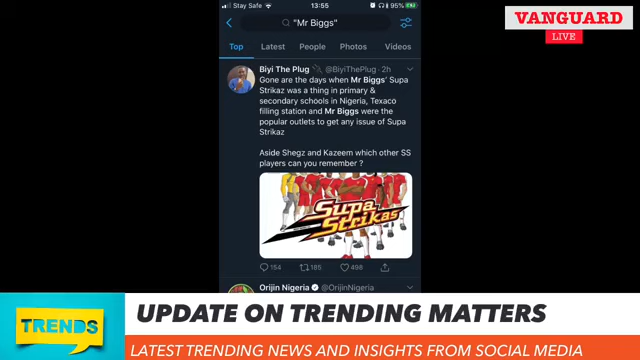 Stay Safe 13:55 95%
"Mr Biggs"
VANGUARD
LIVE
Top Latest People Photos Videos
Biyi The Plug @BiyiThePlug · 2h
Gone are the days when Mr Biggs' Supa
Strikaz was a thing in primary &
secondary schools in Nigeria, Texaco
filling station and Mr Biggs were the
popular outlets to get any issue of Supa
Strikaz
Aside Shegz and Kazeem which other SS
players can you remember ?
SUPA
STRIKAS
154 185 498
Orijin Nigeria @OrijinNigeria
TRENDS
UPDATE ON TRENDING MATTERS
LATEST TRENDING NEWS AND INSIGHTS FROM SOCIAL MEDIA